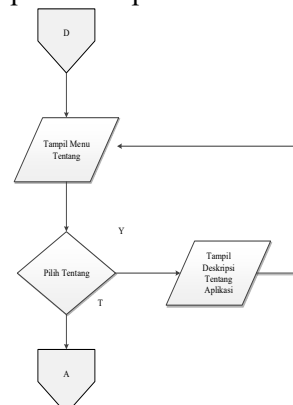 D
Tampil Menu
Tentang
Y
Pilih Tentang
Tampil
Deskripsi
Tentang
Aplikasi
T
A